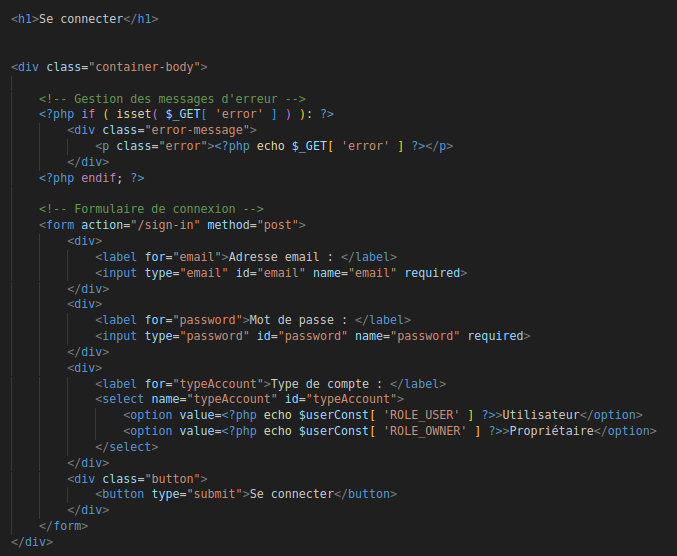 <h1>Se connecter</h1>
<div class="container-body">
<!-- Gestion des messages d'erreur -->
<?php if ( isset( $_GET[ 'error' ] ) ): ?>
<div class="error-message">
<p class="error"><?php echo $_GET[ 'error' ] ?></p>
</div>
<?php endif; ?>
<!-- Formulaire de connexion -->
<form action="/sign-in" method="post">
<div>
<label for="email">Adresse email : </label>
<input type="email" id="email" name="email" required>
</div>
<div>
<label for="password">Mot de passe : </label>
<input type="password" id="password" name="password" required>
</div>
<div>
<label for="typeAccount">Type de compte : </label>
<select name="typeAccount" id="typeAccount">
<option value=<?php echo $userConst[ 'ROLE_USER' ] ?>>Utilisateur</option>
<option value=<?php echo $userConst[ 'ROLE_OWNER' ] ?>>Propriétaire</option>
</select>
</div>
<div class="button">
<button type="submit">Se connecter</button>
</div>
</form>
</div>